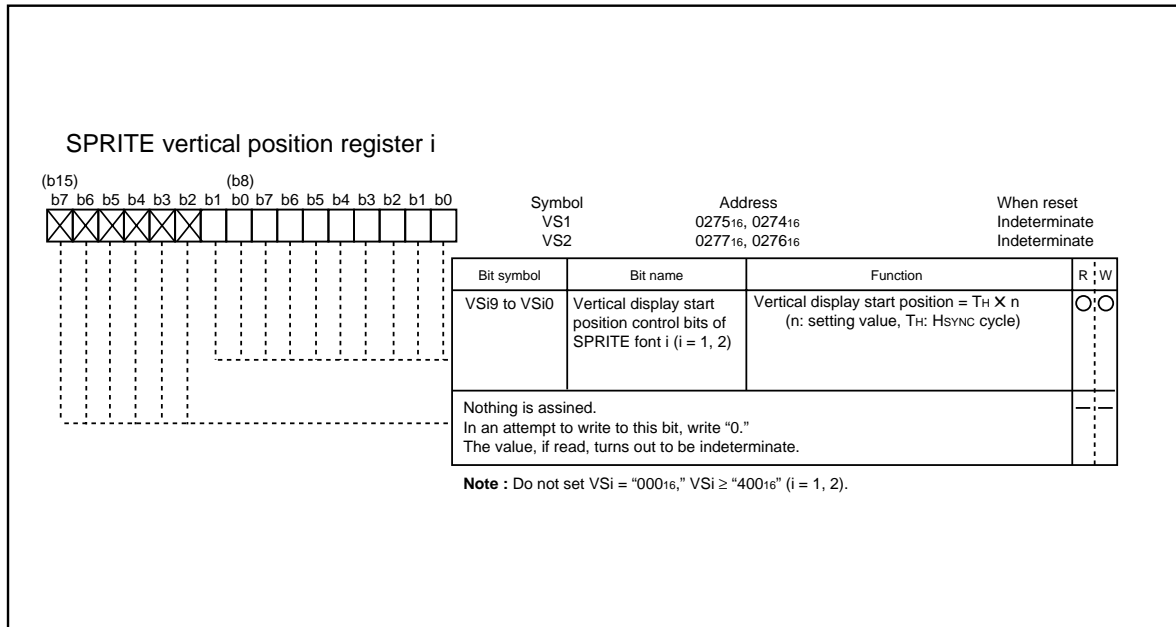 SPRITE vertical position register i
(b15) (b8)
b7 b6 b5 b4 b3 b2 b1 b0 b7 b6 b5 b4 b3 b2 b1 b0
Symbol Address When reset
VS1 027516, 027416 Indeterminate
VS2 027716, 027616 Indeterminate
Bit symbol Bit name Function R W
VSi9 to VSi0 Vertical display start Vertical display start position = TH X n
position control bits of (n: setting value, TH: HSYNC cycle)
SPRITE font i (i = 1, 2)
Nothing is assined.
In an attempt to write to this bit, write “0.”
The value, if read, turns out to be indeterminate.
Note : Do not set VSi = “00016,” VSi ≥ “40016” (i = 1, 2).